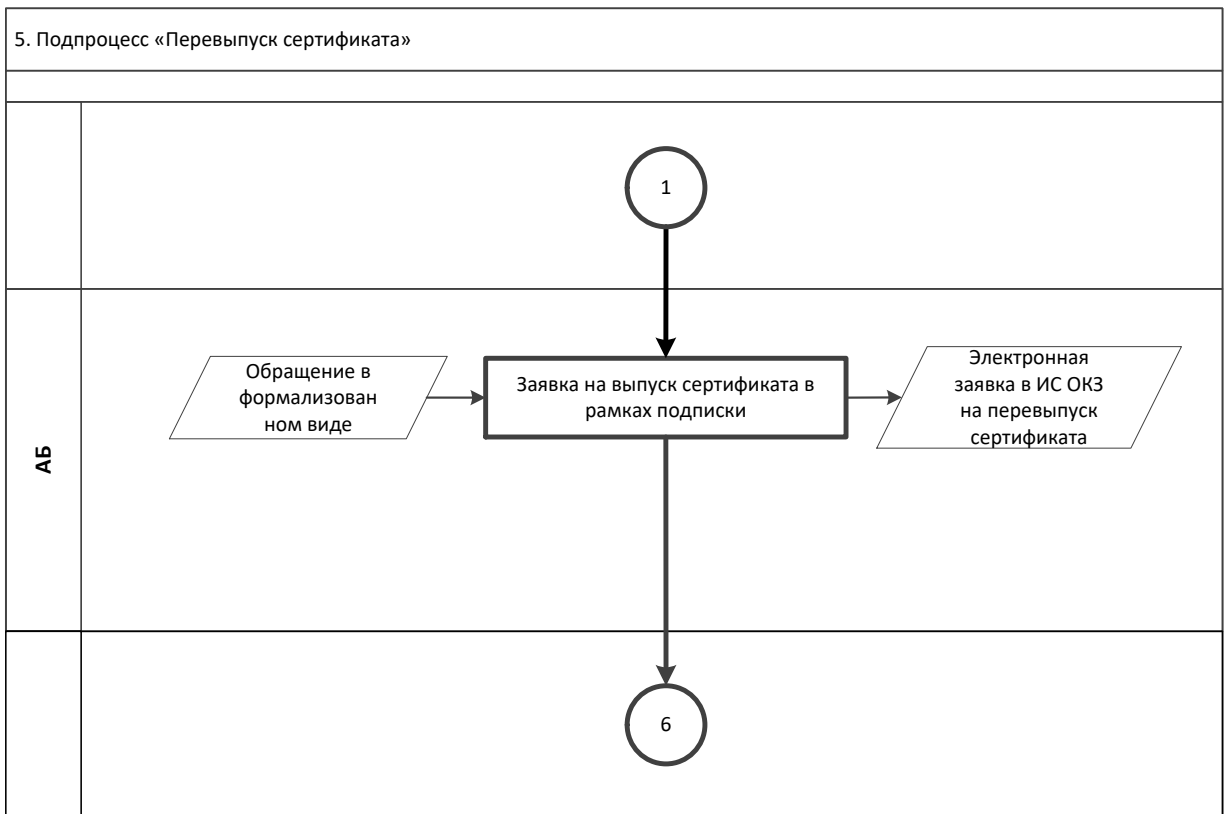 5. Подпроцесс «Перевыпуск сертификата»
1
Обращение в
формализован
ном виде
Заявка на выпуск сертификата в
рамках подписки
Электронная
заявка в ИС ОКЗ
на перевыпуск
сертификата
АБ
6